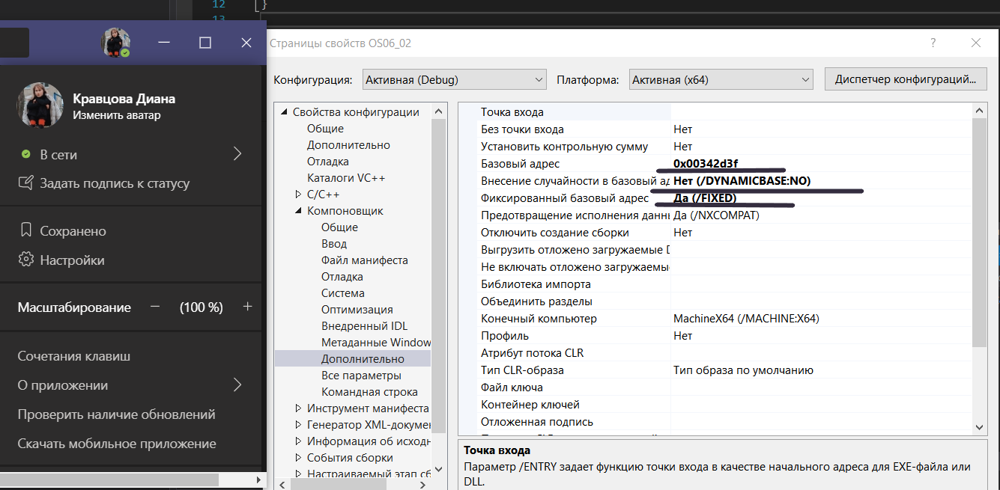 12
13
Кравцова Диана
Изменить аватар
В сети
Задать подпись к статусу
Сохранено
Настройки
Масштабирование — (100 %) +
Сочетания клавиш
О приложении
Проверить наличие обновлений
Скачать мобильное приложение
Страницы свойств OS06_02
Конфигурация: Активная (Debug) Платформа: Активная (x64) Диспетчер конфигураций...
Свойства конфигурации
Общие
Дополнительно
Отладка
Каталоги VC++
C/C++
Компоновщик
Общие
Ввод
Файл манифеста
Отладка
Система
Оптимизация
Внедренный IDL
Метаданные Window
Дополнительно
Все параметры
Командная строка
Инструмент манифеста
Генератор XML-докумен
Информация об исходн
События сборки
Настраиваемый этап сб
Точка входа
Без точки входа Нет
Установить контрольную сумму Нет
Базовый адрес 0x00342d3f
Внесение случайности в базовый ад Нет (/DYNAMICBASE:NO)
Фиксированный базовый адрес Да (/FIXED)
Предотвращение исполнения данны Да (/NXCOMPAT)
Отключить создание сборки Нет
Выгрузить отложено загружаемые D
Не включать отложено загружаемы
Библиотека импорта
Объединить разделы
Конечный компьютер MachineX64 (/MACHINE:X64)
Профиль Нет
Атрибут потока CLR
Тип CLR-образа Тип образа по умолчанию
Файл ключа
Контейнер ключей
Отложенная подпись
Точка входа
Параметр /ENTRY задает функцию точки входа в качестве начального адреса для EXE-файла или
DLL.